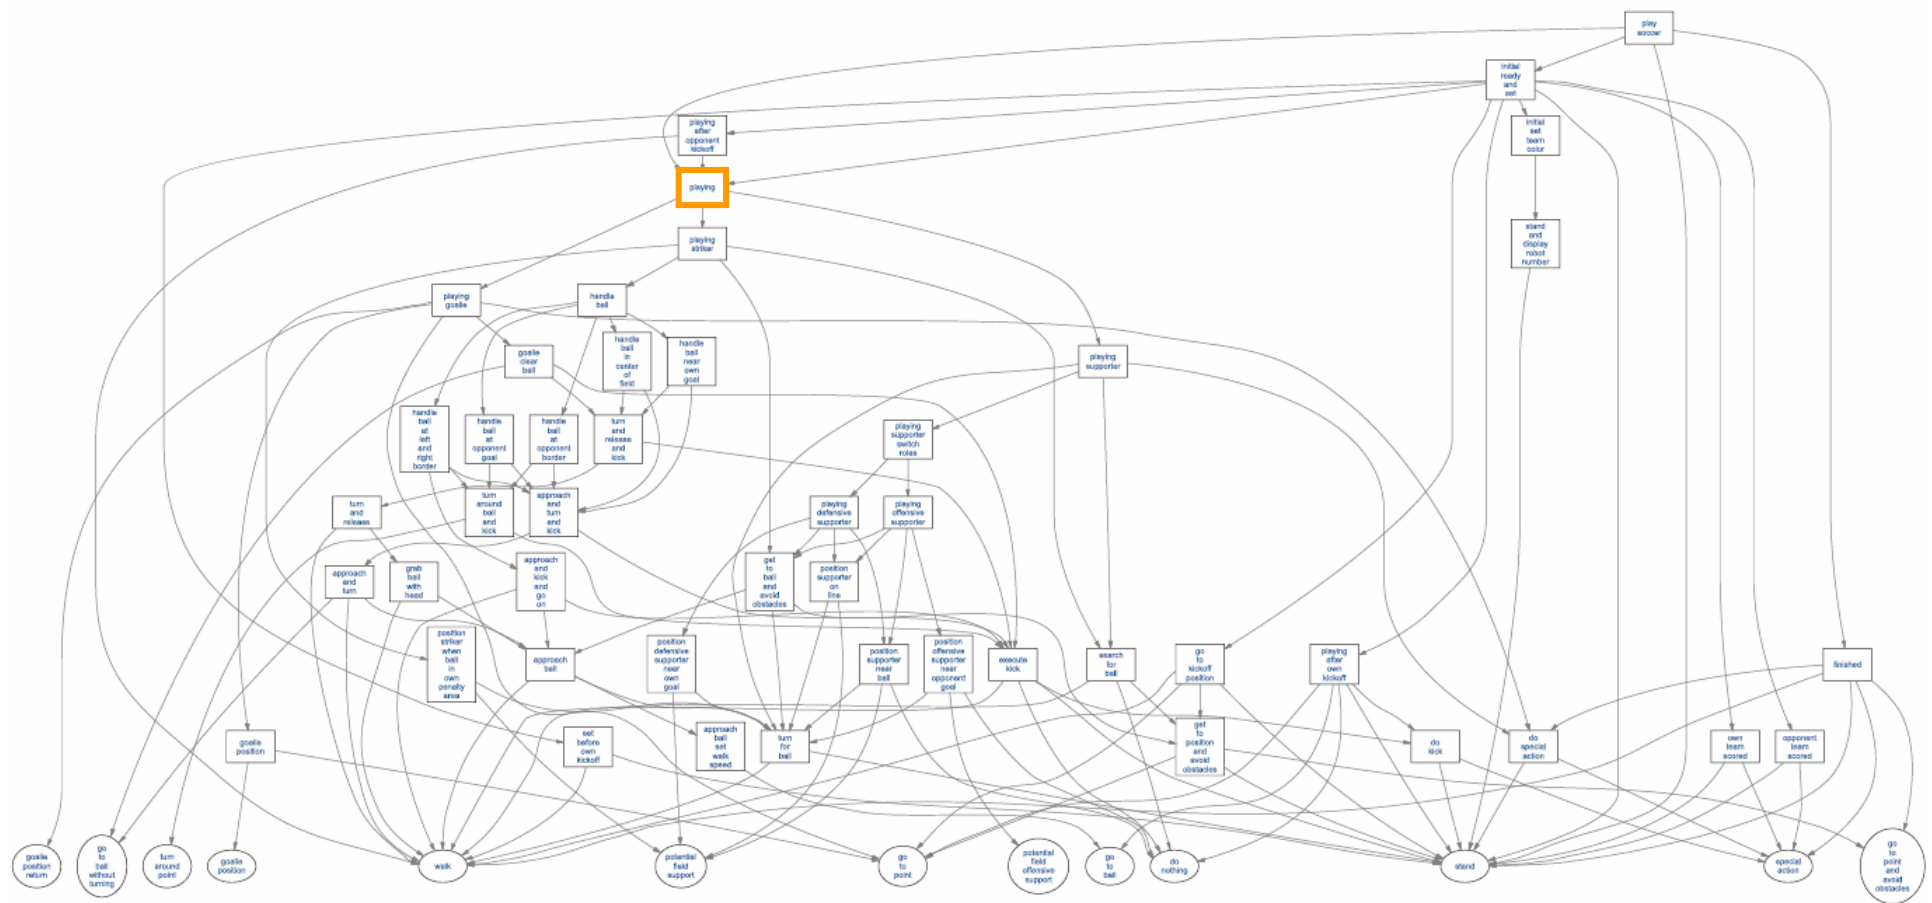 play
soccer
initial
ready
and
set
playing
after
opponent
kickoff
initial
set
team
color
playing
playing
striker
stand
and
display
robot
number
playing
goalie
handle
ball
goalie
clear
ball
handle
ball
in
center
of
field
handle
ball
near
own
goal
playing
supporter
handle
ball
at
left
and
right
border
handle
ball
at
opponent
goal
handle
ball
at
opponent
border
turn
and
release
and
kick
playing
supporter
switch
roles
turn
and
release
turn
around
ball
and
kick
approach
and
turn
and
kick
playing
defensive
supporter
playing
offensive
supporter
approach
and
turn
grab
ball
with
head
approach
and
kick
and
go
on
get
to
ball
and
avoid
obstacles
position
supporter
on
line
position
striker
when
ball
in
own
penalty
area
approach
ball
position
defensive
supporter
near
own
goal
position
supporter
near
ball
position
offensive
supporter
near
opponent
goal
execute
kick
search
for
ball
go
to
kickoff
position
playing
after
own
kickoff
finished
goalie
position
set
before
own
kickoff
approach
ball
set
walk
speed
turn
for
ball
get
to
position
and
avoid
obstacles
do
kick
do
special
action
own
team
scored
opponent
team
scored
goalie
position
return
go
to
ball
without
turning
turn
around
point
goalie
position
walk
potential
field
support
go
to
point
potential
field
offensive
support
go
to
ball
do
nothing
stand
special
action
go
to
point
and
avoid
obstacles